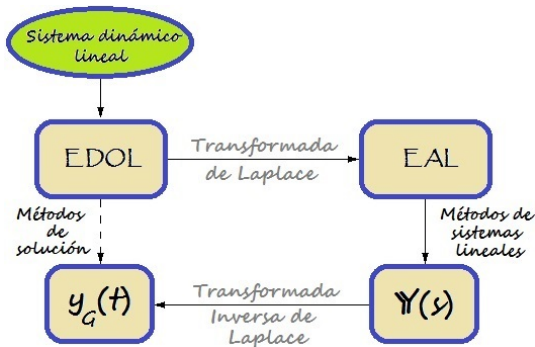 Sistema dinámico
lineal
EDOL
Transformada
de Laplace
EAL
Métodos
de
solución
Métodos de
sistemas
lineales
y_G(t)
Transformada
Inversa de
Laplace
Y(s)